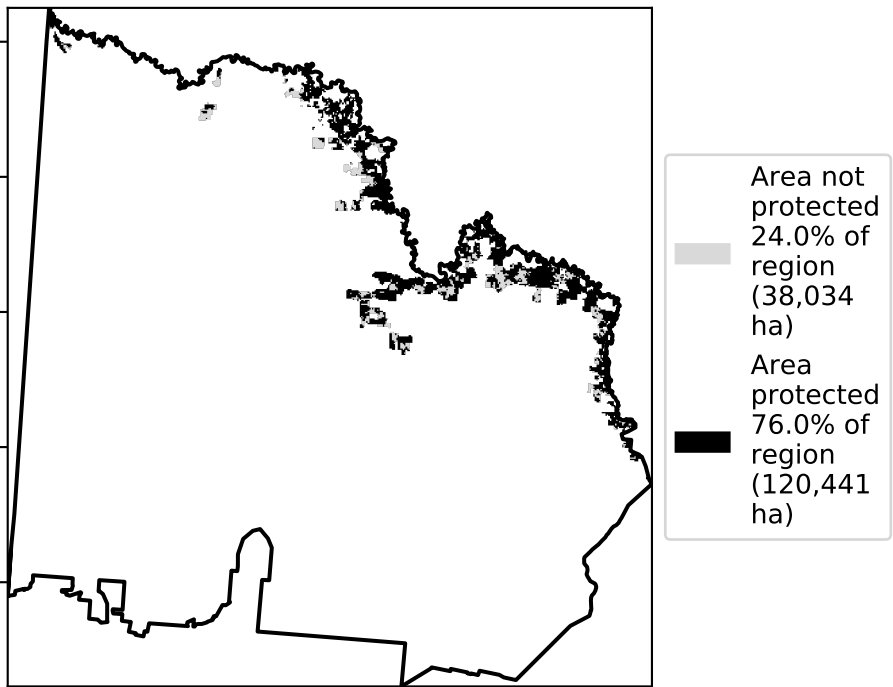 Area not
protected
24.0% of
region
(38,034
ha)
Area
protected
76.0% of
region
(120,441
ha)